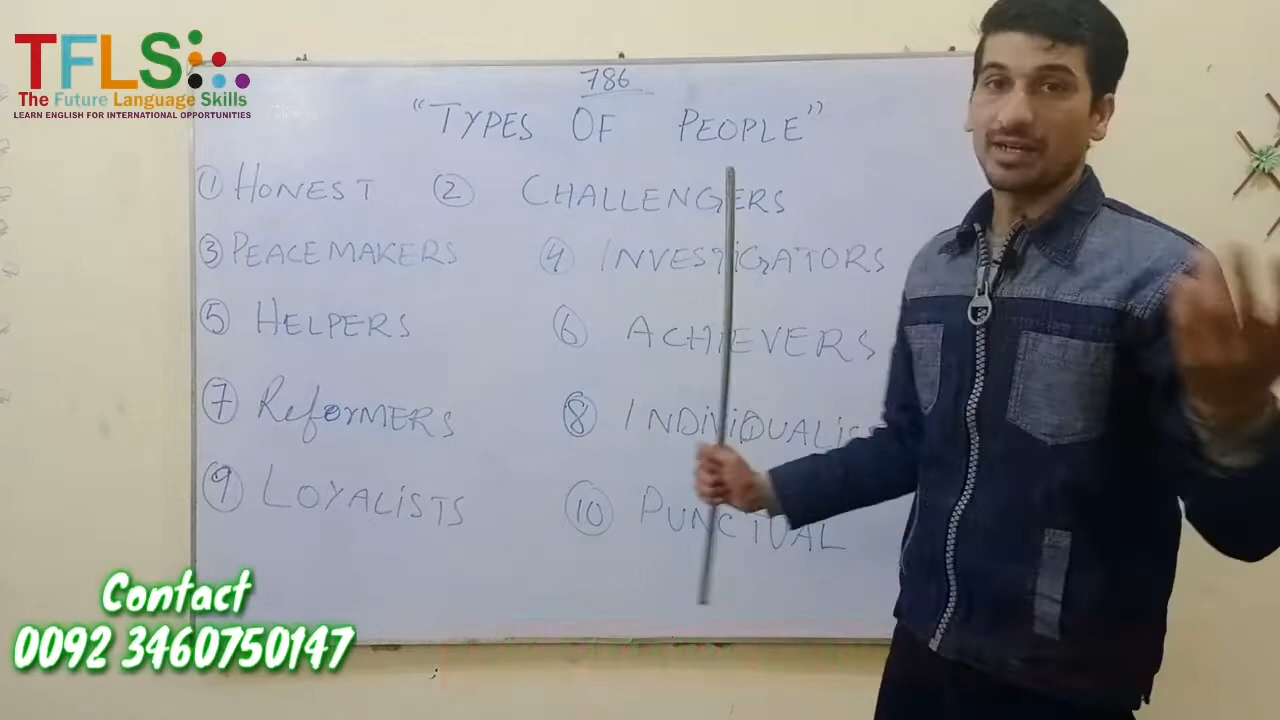 TFLS
The Future Language Skills
LEARN ENGLISH FOR INTERNATIONAL OPPORTUNITIES
786
"TYPES OF PEOPLE"
① HONEST ② CHALLENGERS
③ PEACEMAKERS ④ INVESTIGATORS
⑤ HELPERS ⑥ ACHIEVERS
⑦ RefoRMERS ⑧
⑨ LOYALiSTS ⑩ PUNCTUAL
Contact
0092 3460750147